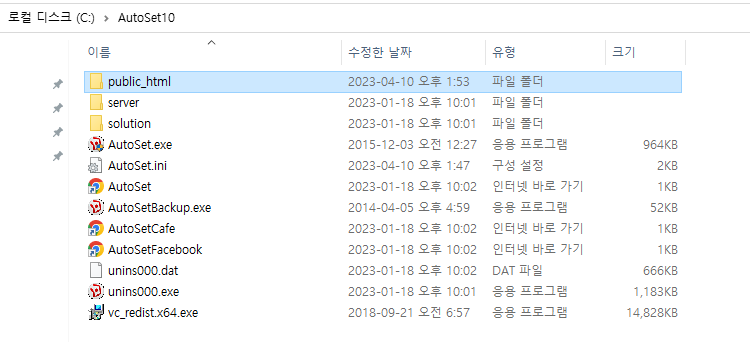 로컬 디스크 (C:) > AutoSet10
이름 수정한 날짜 유형 크기
public_html 2023-04-10 오후 1:53 파일 폴더
server 2023-01-18 오후 10:01 파일 폴더
solution 2023-01-18 오후 10:01 파일 폴더
AutoSet.exe 2015-12-03 오전 12:27 응용 프로그램 964KB
AutoSet.ini 2023-04-10 오후 1:47 구성 설정 2KB
AutoSet 2023-01-18 오후 10:02 인터넷 바로 가기 1KB
AutoSetBackup.exe 2014-04-05 오후 4:59 응용 프로그램 52KB
AutoSetCafe 2023-01-18 오후 10:02 인터넷 바로 가기 1KB
AutoSetFacebook 2023-01-18 오후 10:02 인터넷 바로 가기 1KB
unins000.dat 2023-01-18 오후 10:02 DAT 파일 666KB
unins000.exe 2023-01-18 오후 10:01 응용 프로그램 1,183KB
vc_redist.x64.exe 2018-09-21 오후 6:57 응용 프로그램 14,828KB